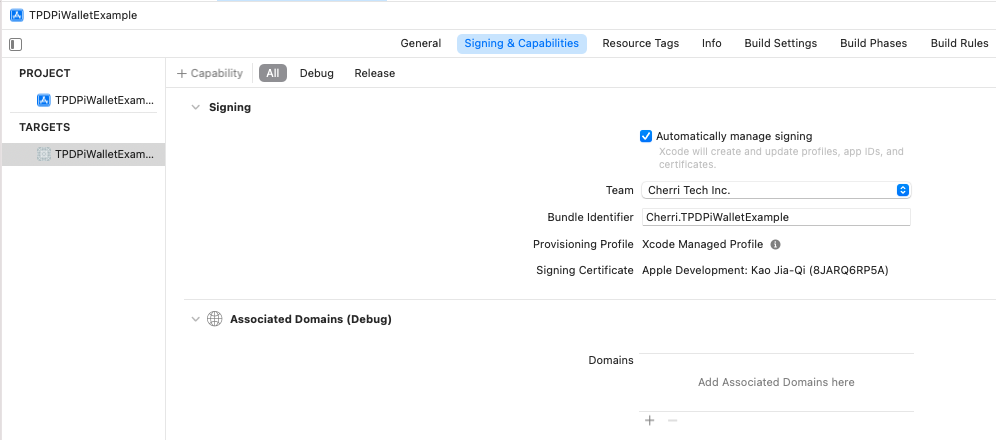 TPDPiWalletExample
General Signing & Capabilities Resource Tags Info Build Settings Build Phases Build Rules
PROJECT
+ Capability All Debug Release
TPDPiWalletExam...
Signing
TARGETS
TPDPiWalletExam...
Automatically manage signing
Xcode will create and update profiles, app IDs, and
certificates.
Team Cherri Tech Inc.
Bundle Identifier Cherri.TPDPiWalletExample
Provisioning Profile Xcode Managed Profile
Signing Certificate Apple Development: Kao Jia-Qi (8JARQ6RP5A)
Associated Domains (Debug)
Domains
Add Associated Domains here